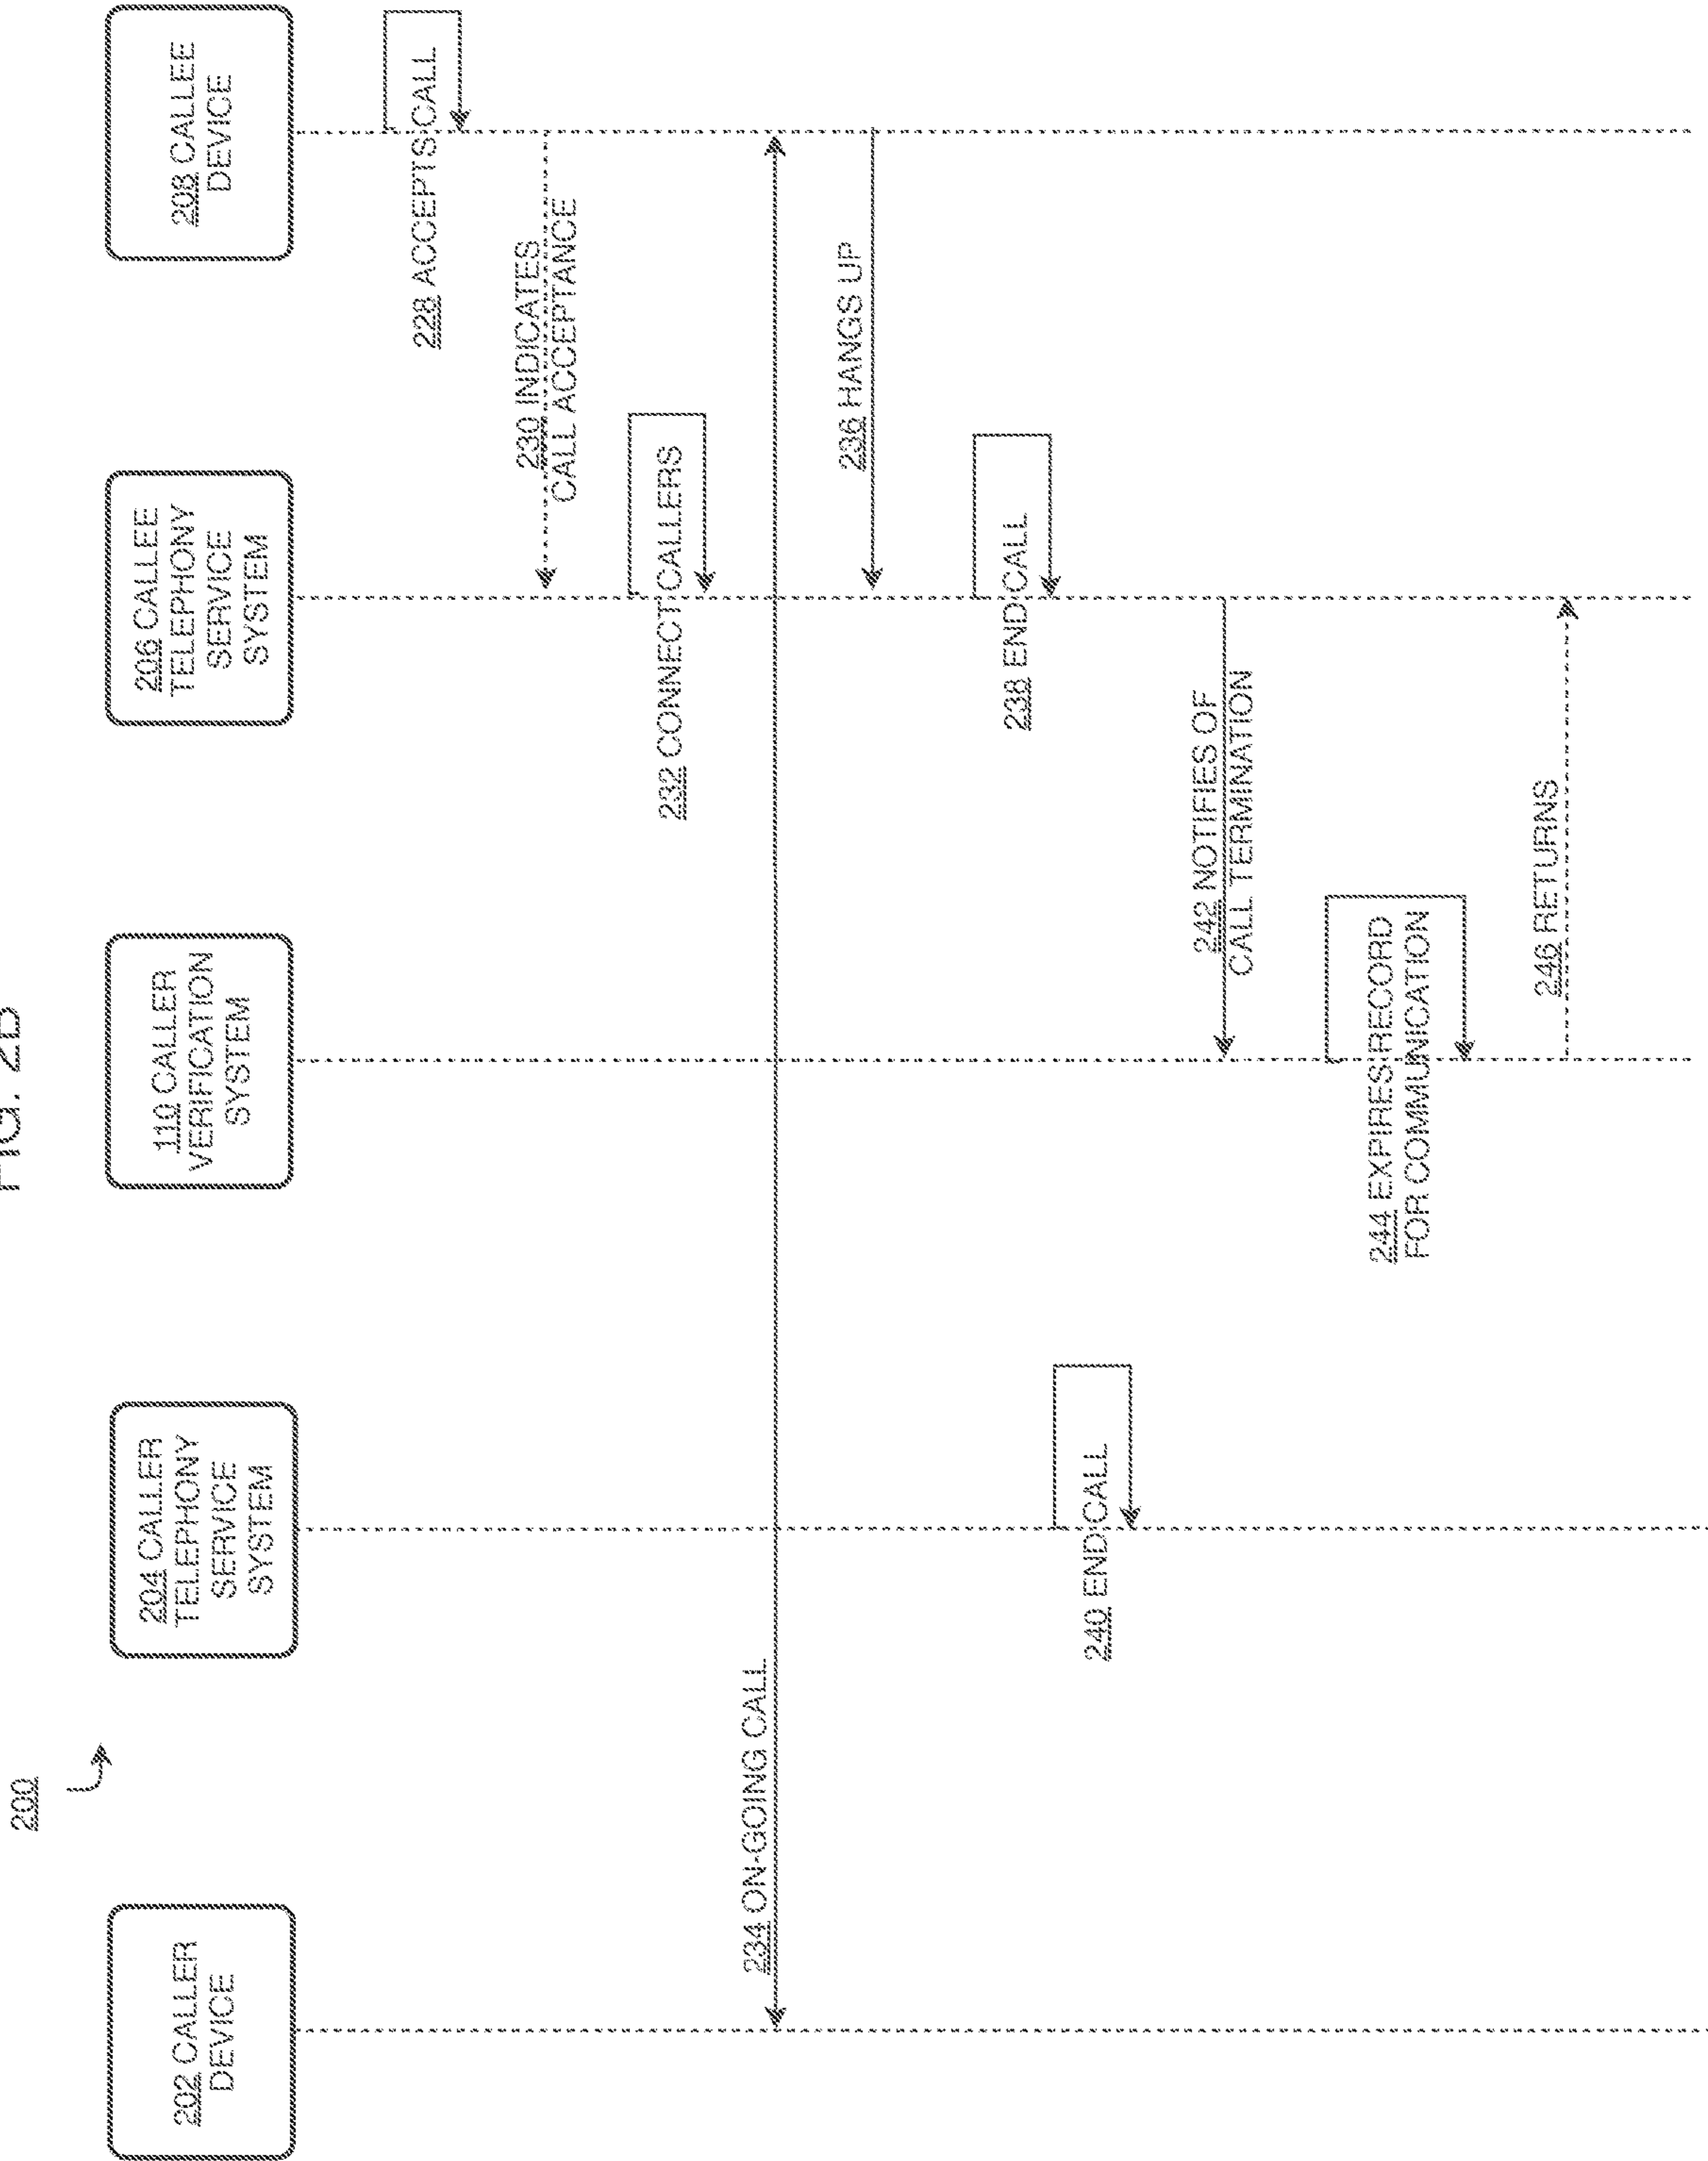 FIG. 2B
200
202 CALLER
DEVICE
204 CALLER
TELEPHONY
SERVICE
SYSTEM
110 CALLER
VERIFICATION
SYSTEM
206 CALLEE
TELEPHONY
SERVICE
SYSTEM
208 CALLEE
DEVICE
228 ACCEPTS CALL
230 INDICATES
CALL ACCEPTANCE
232 CONNECT CALLERS
234 ON-GOING CALL
236 HANGS UP
238 END CALL
240 END CALL
242 NOTIFIES OF
CALL TERMINATION
244 EXPIRES RECORD
FOR COMMUNICATION
246 RETURNS